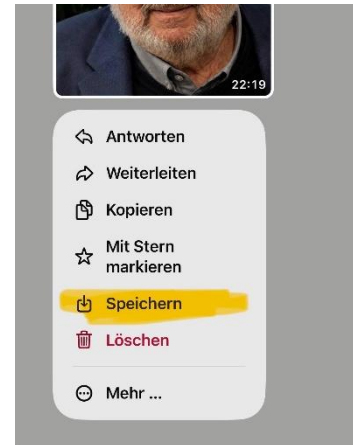 22:19
Antworten
Weiterleiten
Kopieren
Mit Stern
markieren
Speichern
Löschen
Mehr ...